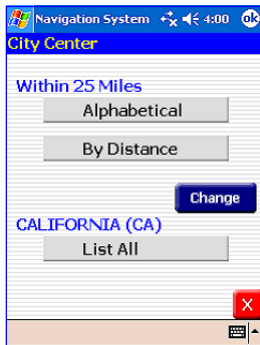 Navigation System 4:00 ok
City Center
Within 25 Miles
Alphabetical
By Distance
Change
CALIFORNIA (CA)
List All
X